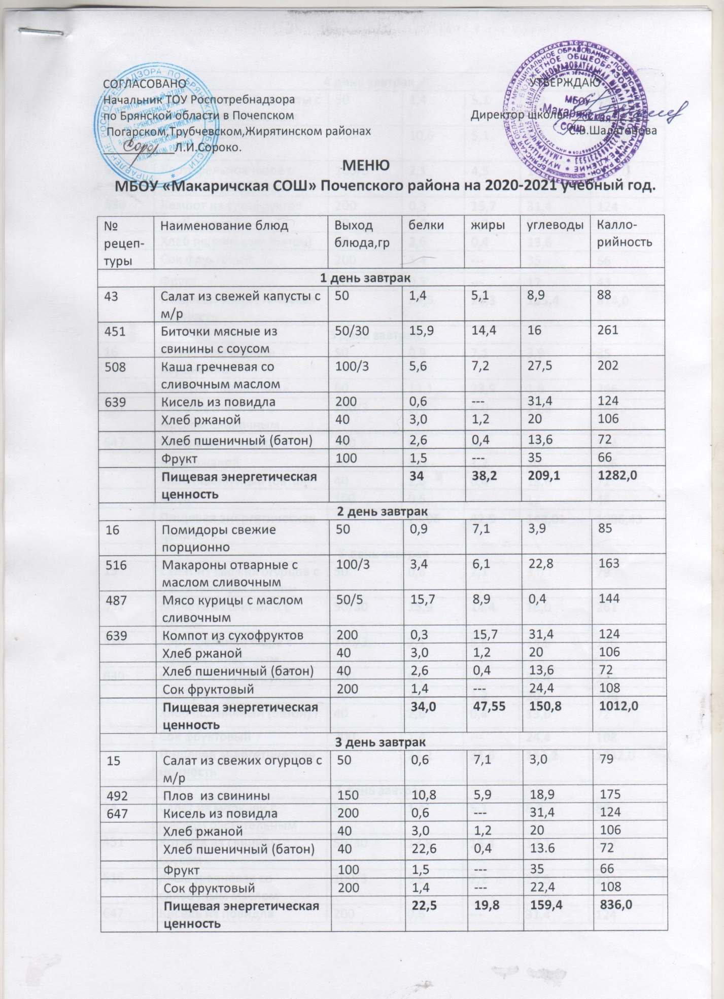 СОГЛАСОВАНО
Начальник ТОУ Роспотребнадзора
по Брянской области в Почепском
Погарском,Трубчевском,Жирятинском районах
Л.И.Сороко.
УТВЕРЖДАЮ
Директор школы:
С.В.Шалатонова
МБОУ
«Макаричская
СОШ»
МЕНЮ
МБОУ «Макаричская СОШ» Почепского района на 2020-2021 учебный год.
№ рецеп-туры Наименование блюд Выход блюда,гр белки жиры углеводы Калло-рийность
1 день завтрак
43 Салат из свежей капусты с м/р 50 1,4 5,1 8,9 88
451 Биточки мясные из свинины с соусом 50/30 15,9 14,4 16 261
508 Каша гречневая со сливочным маслом 100/3 5,6 7,2 27,5 202
639 Кисель из повидла 200 0,6 --- 31,4 124
Хлеб ржаной 40 3,0 1,2 20 106
Хлеб пшеничный (батон) 40 2,6 0,4 13,6 72
Фрукт 100 1,5 --- 35 66
Пищевая энергетическая ценность 34 38,2 209,1 1282,0
2 день завтрак
16 Помидоры свежие порционно 50 0,9 7,1 3,9 85
516 Макароны отварные с маслом сливочным 100/3 3,4 6,1 22,8 163
487 Мясо курицы с маслом сливочным 50/5 15,7 8,9 0,4 144
639 Компот из сухофруктов 200 0,3 15,7 31,4 124
Хлеб ржаной 40 3,0 1,2 20 106
Хлеб пшеничный (батон) 40 2,6 0,4 13,6 72
Сок фруктовый 200 1,4 --- 24,4 108
Пищевая энергетическая ценность 34,0 47,55 150,8 1012,0
3 день завтрак
15 Салат из свежих огурцов с м/р 50 0,6 7,1 3,0 79
492 Плов из свинины 150 10,8 5,9 18,9 175
647 Кисель из повидла 200 0,6 --- 31,4 124
Хлеб ржаной 40 3,0 1,2 20 106
Хлеб пшеничный (батон) 40 22,6 0,4 13.6 72
Фрукт 100 1,5 --- 35 66
Сок фруктовый 200 1,4 --- 22,4 108
Пищевая энергетическая ценность 22,5 19,8 159,4 836,0